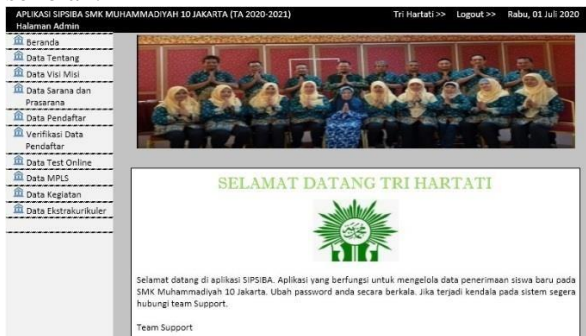 APLIKASI SIPSIBA SMK MUHAMMADIYAH 10 JAKARTA (TA 2020-2021)
Tri Hartati >> Logout >> Rabu, 01 Juli 2020
Halaman Admin
Beranda
Data Tentang
Data Visi Misi
Data Sarana dan
Prasarana
Data Pendaftar
Verifikasi Data
Pendaftar
Data Test Online
Data MPLS
Data Kegiatan
Data Ekstrakurikuler
SELAMAT DATANG TRI HARTATI
Selamat datang di aplikasi SIPSIBA. Aplikasi yang berfungsi untuk mengelola data penerimaan siswa baru pada
SMK Muhammadiyah 10 Jakarta. Ubah password anda secara berkala. Jika terjadi kendala pada sistem segera
hubungi team Support.
Team Support